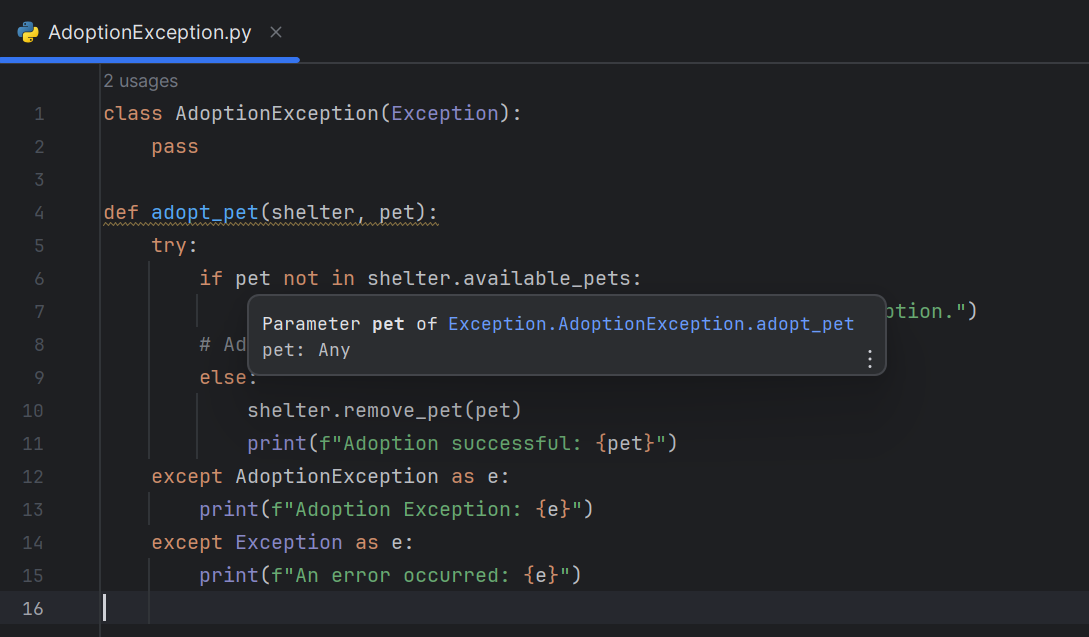 AdoptionException.py
2 usages
1 class AdoptionException(Exception):
2     pass
3
4 def adopt_pet(shelter, pet):
5     try:
6         if pet not in shelter.available_pets:
7 ption.")
Parameter pet of Exception.AdoptionException.adopt_pet
pet: Any
8         # Ad
9         else:
10             shelter.remove_pet(pet)
11             print(f"Adoption successful: {pet}")
12     except AdoptionException as e:
13         print(f"Adoption Exception: {e}")
14     except Exception as e:
15         print(f"An error occurred: {e}")
16